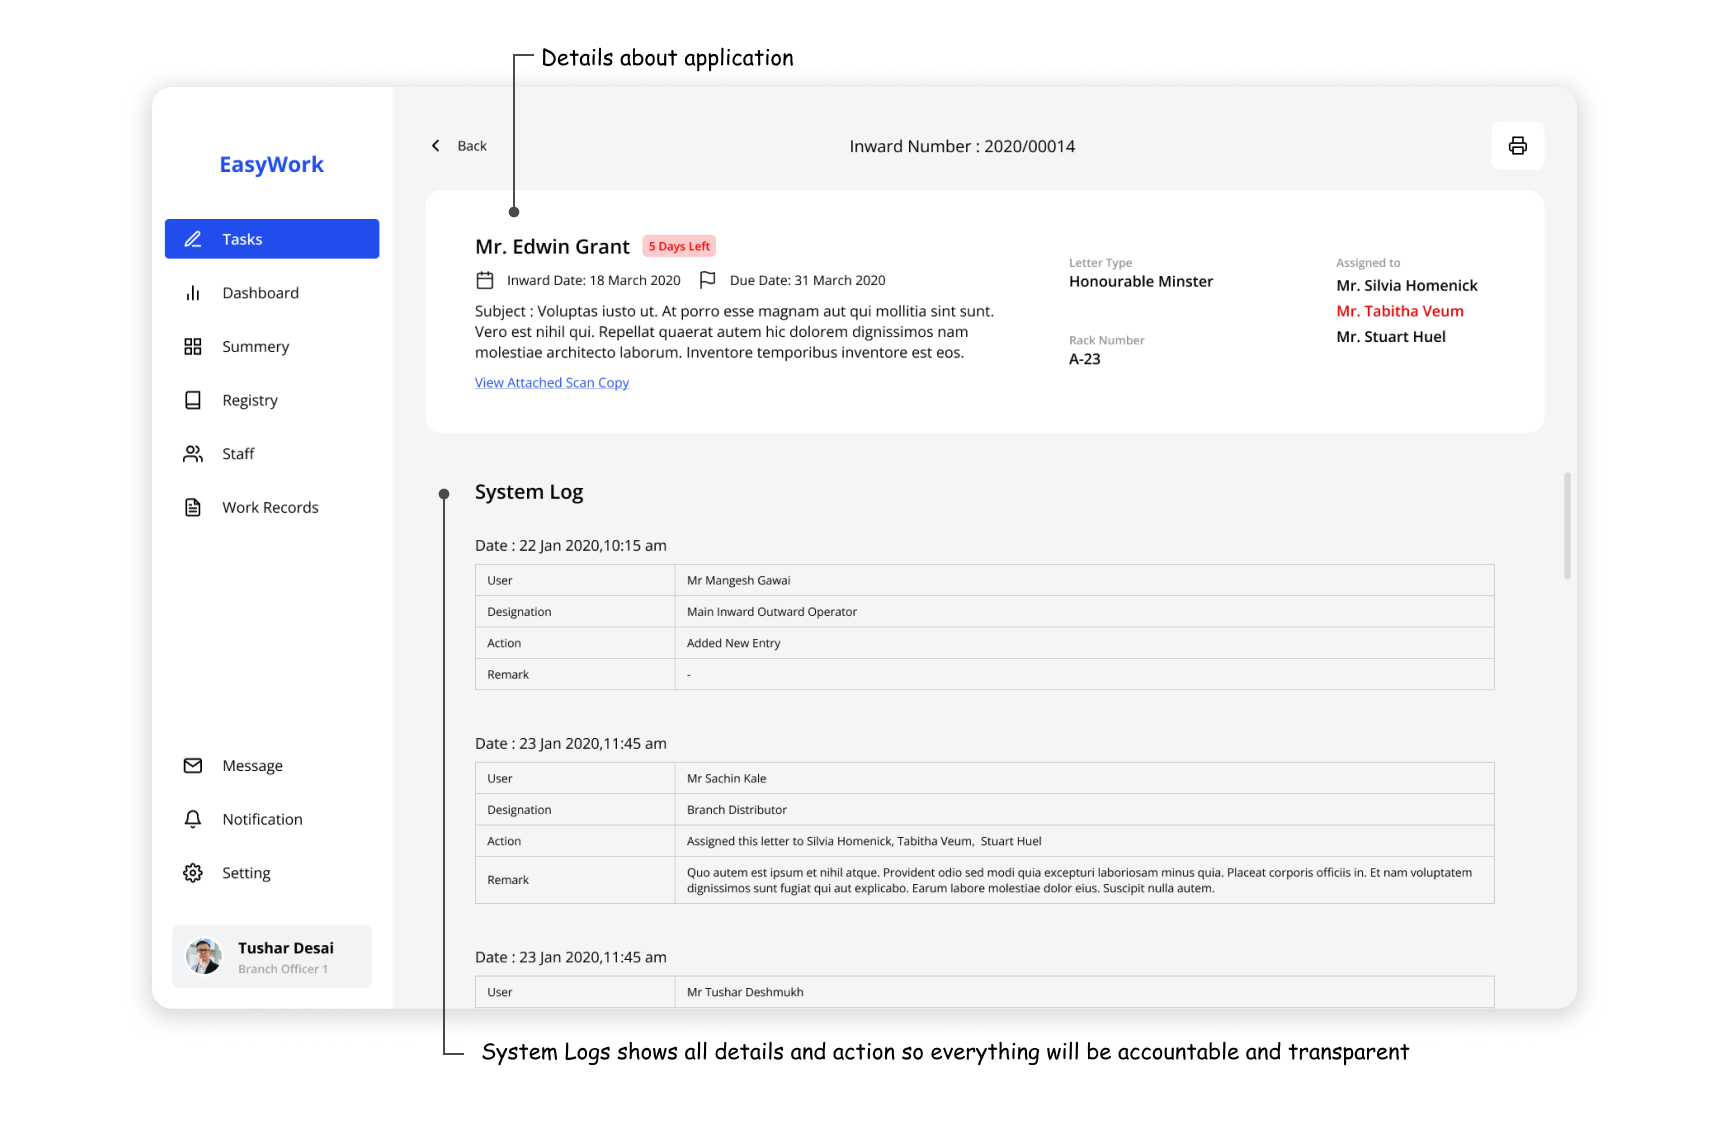 Details about application
EasyWork
Tasks
Dashboard
Summery
Registry
Staff
Work Records
Message
Notification
Setting
Tushar Desai
Branch Officer 1
Back
Inward Number : 2020/00014
Mr. Edwin Grant
5 Days Left
Inward Date: 18 March 2020
Due Date: 31 March 2020
Subject : Voluptas iusto ut. At porro esse magnam aut qui mollitia sint sunt.
Vero est nihil qui. Repellat quaerat autem hic dolorem dignissimos nam
molestiae architecto laborum. Inventore temporibus inventore est eos.
View Attached Scan Copy
Letter Type
Honourable Minster
Rack Number
A-23
Assigned to
Mr. Silvia Homenick
Mr. Tabitha Veum
Mr. Stuart Huel
System Log
Date : 22 Jan 2020,10:15 am
User
Mr Mangesh Gawai
Designation
Main Inward Outward Operator
Action
Added New Entry
Remark
-
Date : 23 Jan 2020,11:45 am
User
Mr Sachin Kale
Designation
Branch Distributor
Action
Assigned this letter to Silvia Homenick, Tabitha Veum,  Stuart Huel
Remark
Quo autem est ipsum et nihil atque. Provident odio sed modi quia excepturi laboriosam minus quia. Placeat corporis officiis in. Et nam voluptatem
dignissimos sunt fugiat qui aut explicabo. Earum labore molestiae dolor eius. Suscipit nulla autem.
Date : 23 Jan 2020,11:45 am
User
Mr Tushar Deshmukh
System Logs shows all details and action so everything will be accountable and transparent